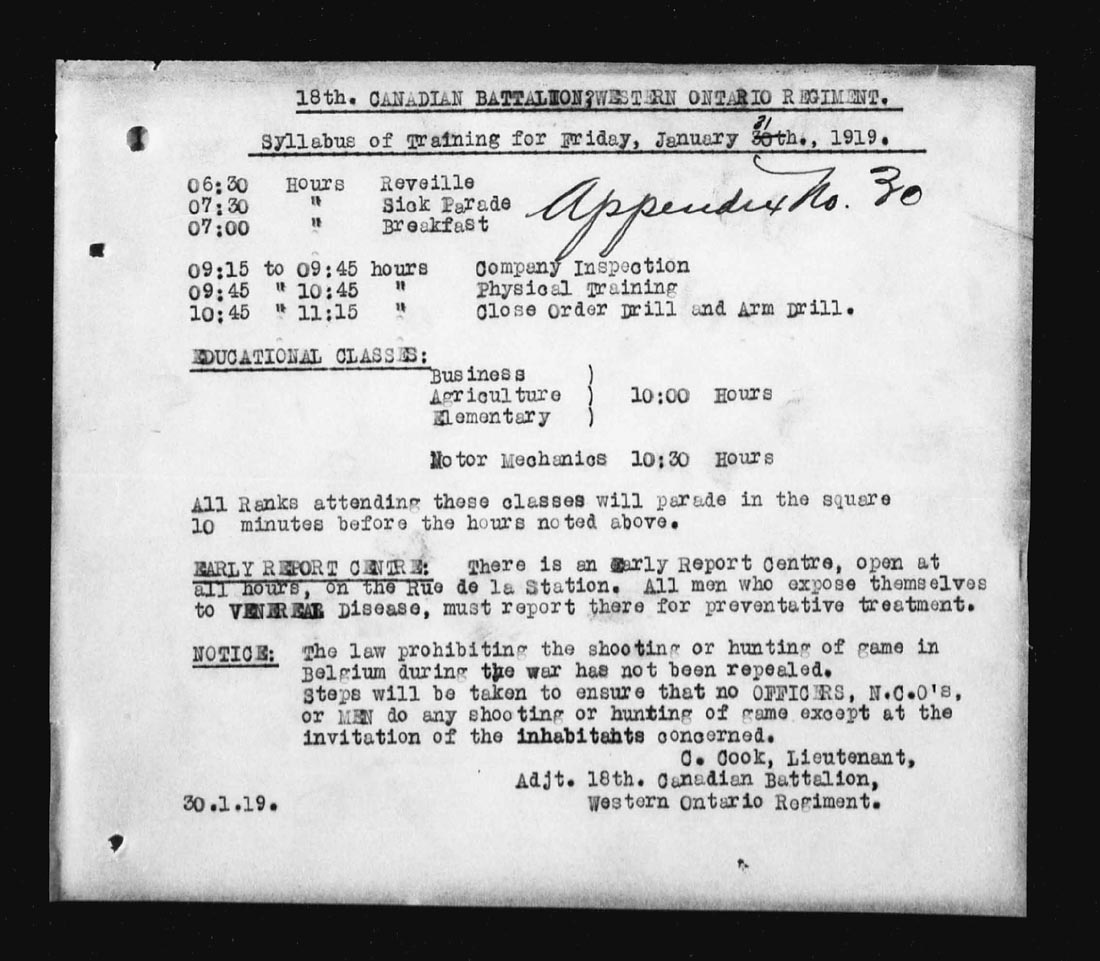 18th. CANADIAN BATTALION, WESTERN ONTARIO REGIMENT.
Syllabus of Training for Friday, January 30th., 1919.
31
06:30 Hours Reveille
07:30 " Sick Parade
07:00 " Breakfast
Appendix No. 30
09:15 to 09:45 hours Company Inspection
09:45 " 10:45 " Physical Training
10:45 " 11:15 " Close Order Drill and Arm Drill.
EDUCATIONAL CLASSES:
Business )
Agriculture ) 10:00 Hours
Elementary )
Motor Mechanics 10:30 Hours
All Ranks attending these classes will parade in the square
10 minutes before the hours noted above.
EARLY REPORT CENTRE: There is an Early Report Centre, open at
all hours, on the Rue de la Station. All men who expose themselves
to VENEREAL Disease, must report there for preventative treatment.
NOTICE: The law prohibiting the shooting or hunting of game in
Belgium during the war has not been repealed.
Steps will be taken to ensure that no OFFICERS, N.C.O's,
or MEN do any shooting or hunting of game except at the
invitation of the inhabitants concerned.
C. Cook, Lieutenant,
Adjt. 18th. Canadian Battalion,
30.1.19. Western Ontario Regiment.